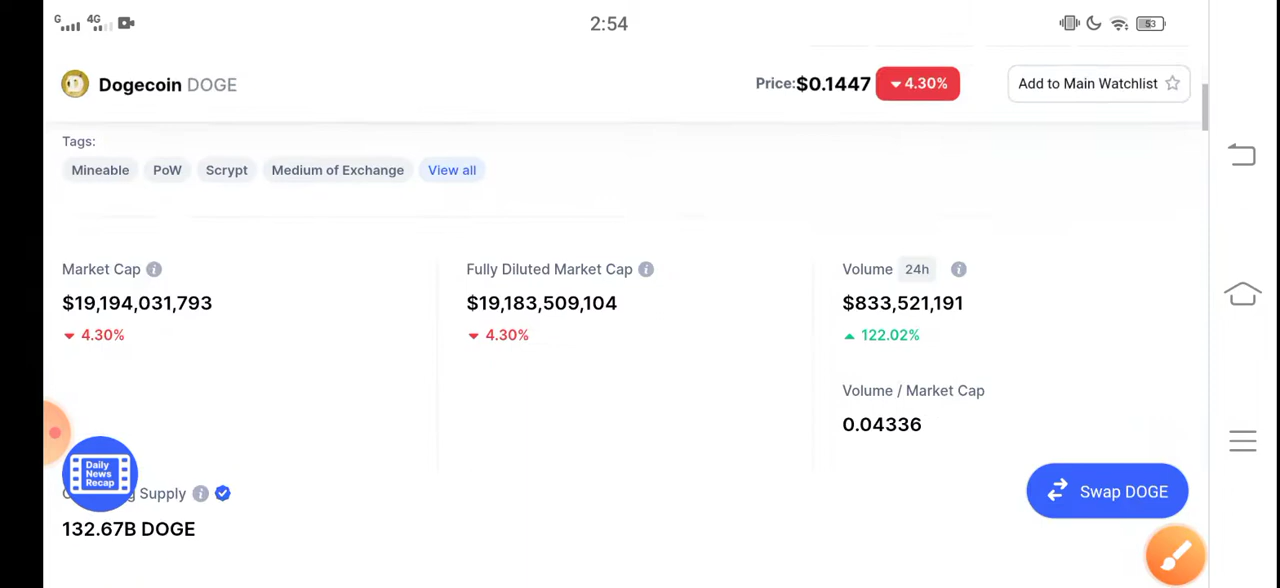 G 4G 2:54 53
Dogecoin DOGE Price:$0.1447 4.30% Add to Main Watchlist
Tags:
Mineable PoW Scrypt Medium of Exchange View all
Market Cap Fully Diluted Market Cap Volume 24h
$19,194,031,793 $19,183,509,104 $833,521,191
4.30% 4.30% 122.02%
Volume / Market Cap
0.04336
Daily
News
Recap
Supply
Swap DOGE
132.67B DOGE